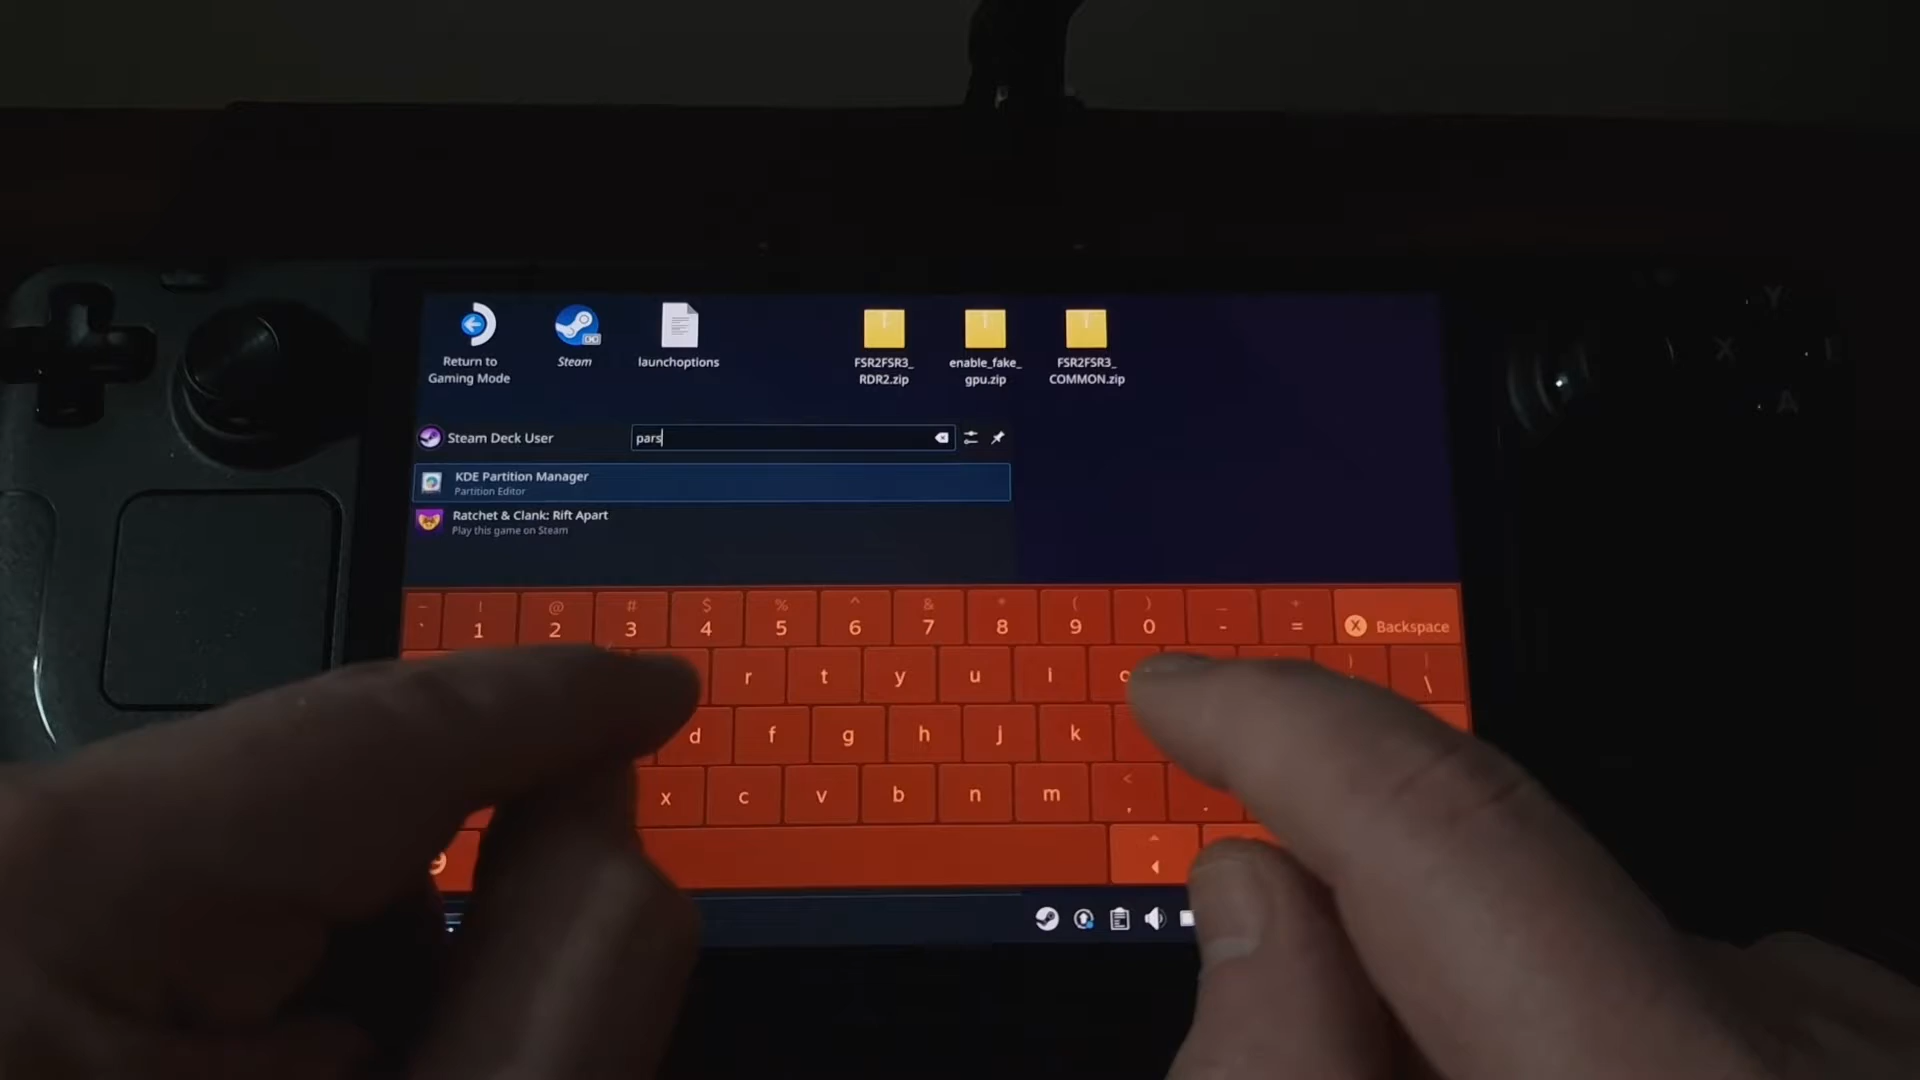 Return to
Gaming Mode
Steam
launchoptions
FSR2FSR3_
RDR2.zip
enable_fake_
gpu.zip
FSR2FSR3_
COMMON.zip
Steam Deck User
pars
KDE Partition Manager
Partition Editor
Ratchet & Clank: Rift Apart
Play this game on Steam
~ ! @ # $ % ^ & * ( ) _ +
` 1 2 3 4 5 6 7 8 9 0 - = X Backspace
r t y u i o | \
d f g h j k
x c v b n m < , .
Y
X
A